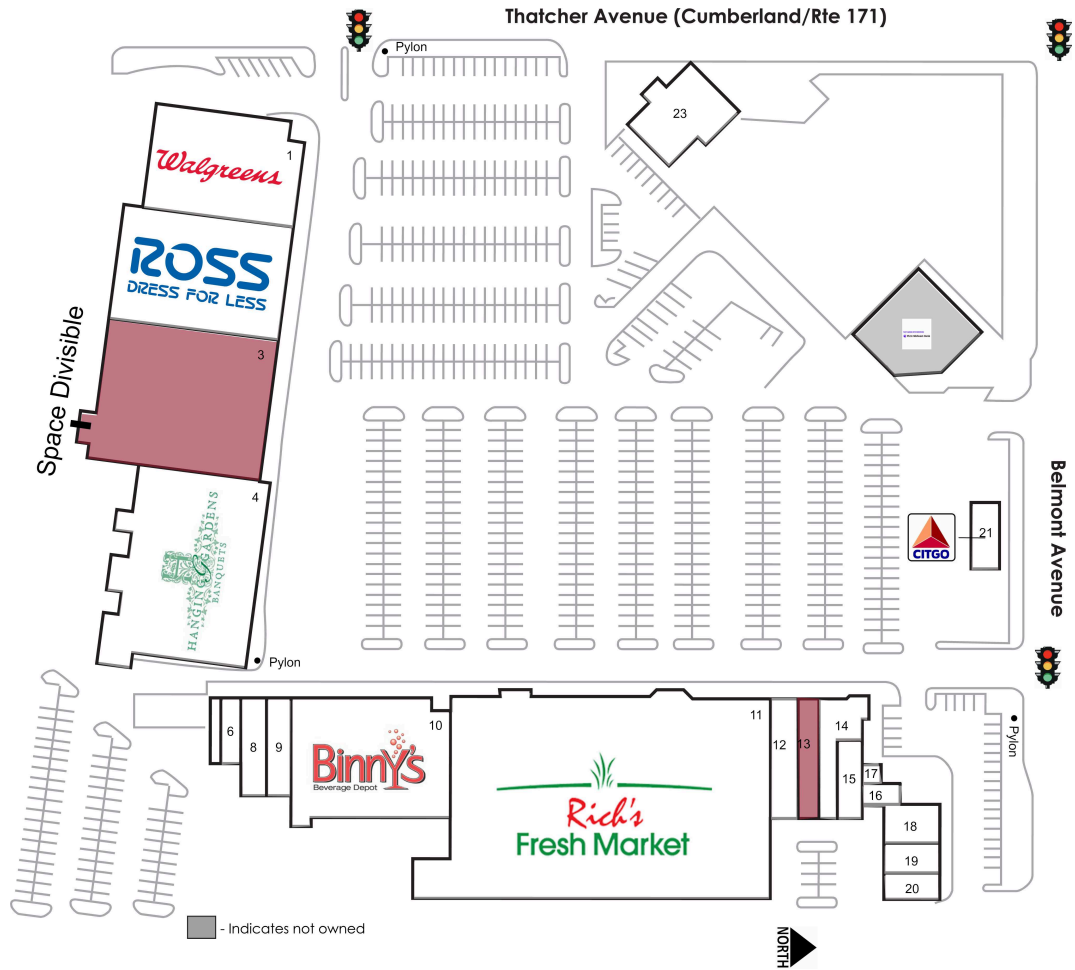 Thatcher Avenue (Cumberland/Rte 171)
Pylon
23
1
Walgreens
ROSS
DRESS FOR LESS
3
Space Divisible
4
HANGING GARDENS
BANQUETS
Pylon
CITGO
21
Belmont Avenue
6
8
9
10
Binny's
Beverage Depot
11
Rich's
Fresh Market
12
13
14
15
17
16
18
19
20
Pylon
- Indicates not owned
NORTH